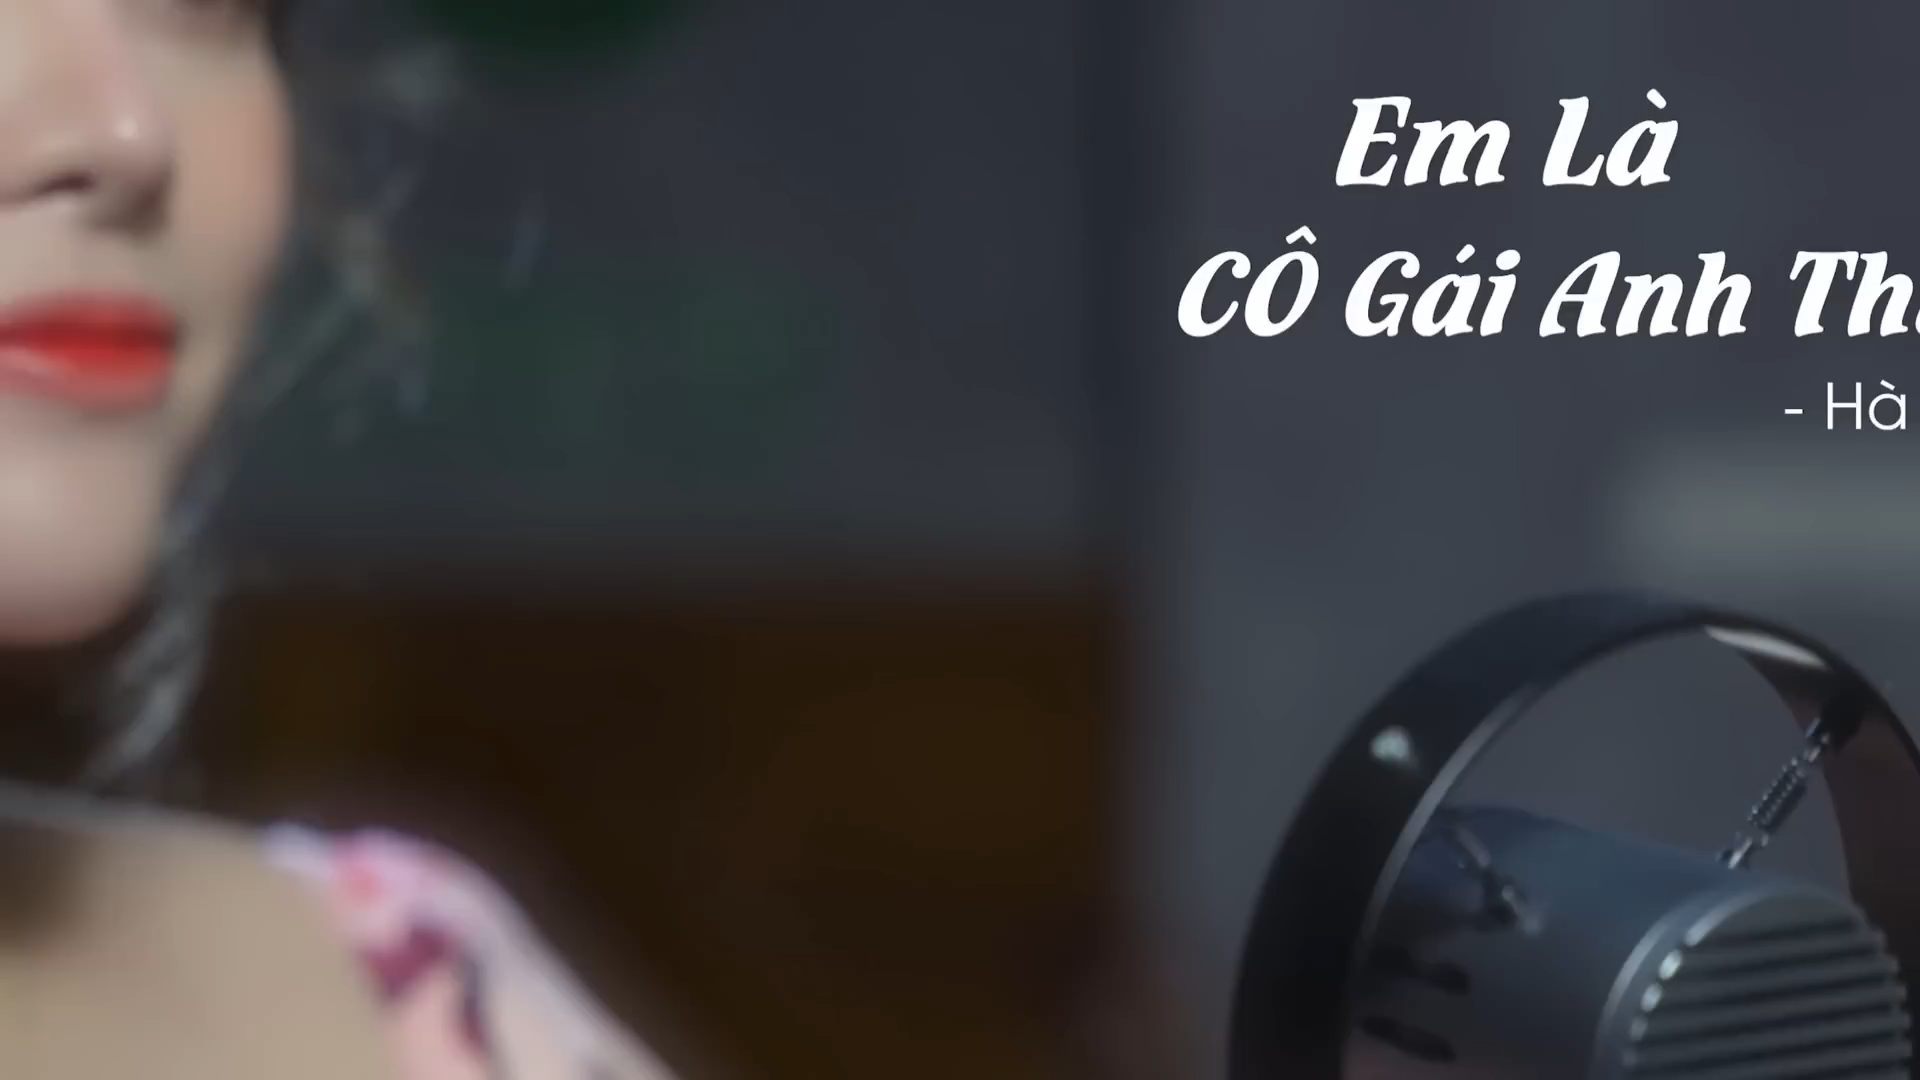 Em Là
CÔ Gái Anh
- Hà